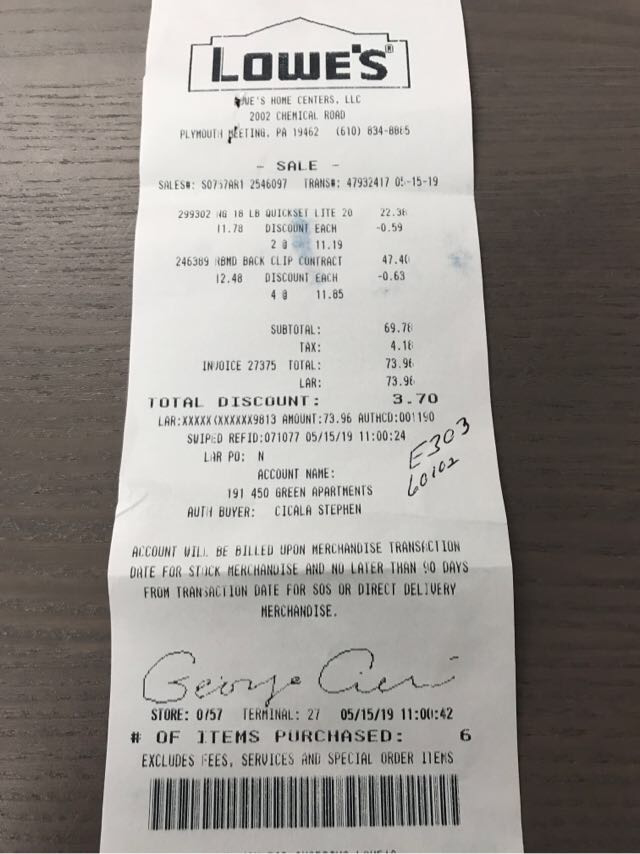 LOWE'S®
LOWE'S HOME CENTERS, LLC
2002 CHEMICAL ROAD
PLYMOUTH MEETING, PA 19462 (610) 834-8865
- SALE -
SALES#: S0757AR1 2546097 TRANS#: 47932417 05-15-19
299302 NG 18 LB QUICKSET LITE 20 22.38
11.78 DISCOUNT EACH -0.59
2 @ 11.19
246389 RBMD BACK CLIP CONTRACT 47.40
12.48 DISCOUNT EACH -0.63
4 @ 11.85
SUBTOTAL: 69.78
TAX: 4.18
INVOICE 27375 TOTAL: 73.96
LAR: 73.96
TOTAL DISCOUNT: 3.70
LAR:XXXXXXXXXXXX9813 AMOUNT:73.96 AUTHCD:001190
SWIPED REFID:071077 05/15/19 11:00:24
LAR PO: N
E303
60102
ACCOUNT NAME:
191 450 GREEN APARTMENTS
AUTH BUYER: CICALA STEPHEN
ACCOUNT WILL BE BILLED UPON MERCHANDISE TRANSACTION
DATE FOR STOCK MERCHANDISE AND NO LATER THAN 90 DAYS
FROM TRANSACTION DATE FOR SOS OR DIRECT DELIVERY
MERCHANDISE.
George
STORE: 0757 TERMINAL: 27 05/15/19 11:00:42
# OF ITEMS PURCHASED: 6
EXCLUDES FEES, SERVICES AND SPECIAL ORDER ITEMS